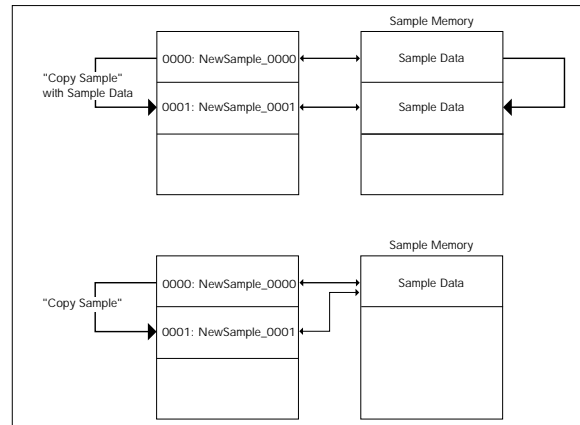 Sample Memory
0000: NewSample_0000
Sample Data
"Copy Sample"
with Sample Data
0001: NewSample_0001
Sample Data
Sample Memory
0000: NewSample_0000
Sample Data
"Copy Sample"
0001: NewSample_0001